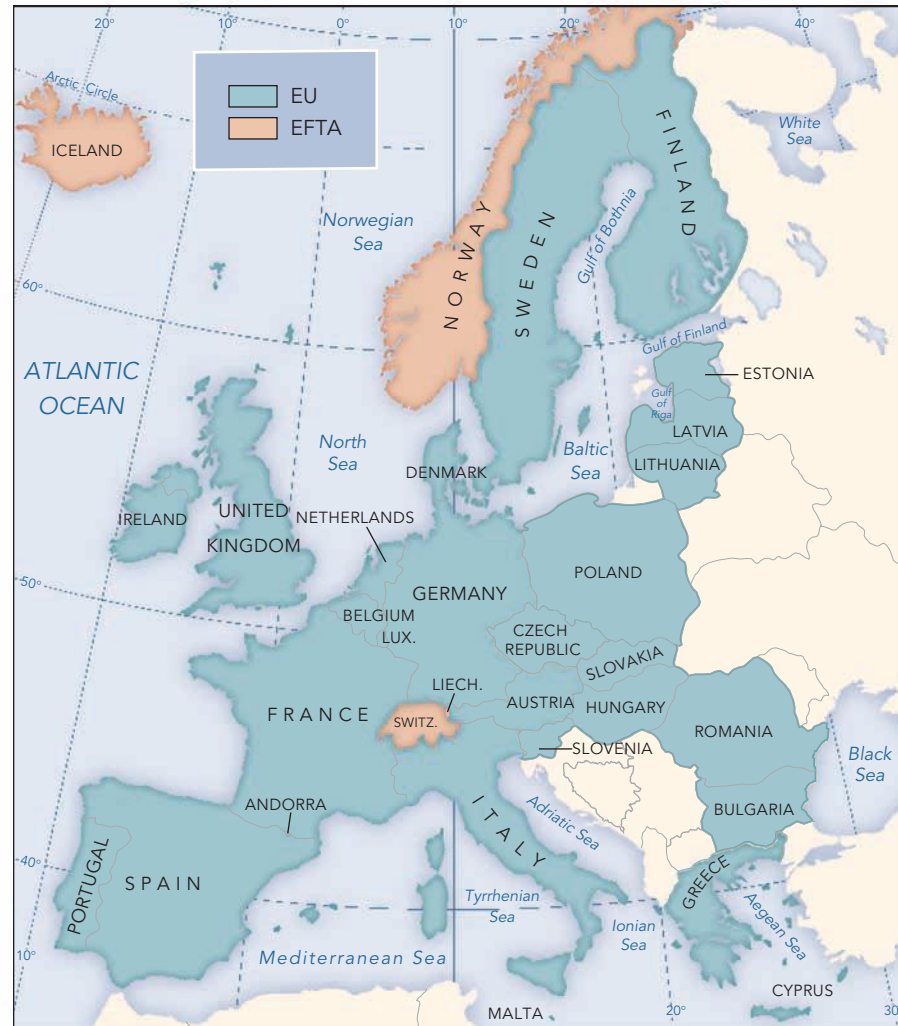 20°
10°
0°
10°
20°
30°
40°
Arctic Circle
EU
EFTA
ICELAND
White
Sea
FINLAND
Norwegian
Sea
NORWAY
SWEDEN
Gulf of Bothnia
60°
Gulf of Finland
ESTONIA
ATLANTIC
OCEAN
Gulf
of
Riga
LATVIA
North
Sea
Baltic
Sea
LITHUANIA
DENMARK
IRELAND
UNITED
KINGDOM
NETHERLANDS
50°
POLAND
GERMANY
BELGIUM
LUX.
CZECH
REPUBLIC
SLOVAKIA
LIECH.
AUSTRIA
HUNGARY
FRANCE
SWITZ.
ROMANIA
SLOVENIA
Black
Sea
ANDORRA
BULGARIA
ITALY
Adriatic Sea
PORTUGAL
SPAIN
40°
GREECE
Tyrrhenian
Sea
Ionian
Sea
Aegean Sea
10°
Mediterranean Sea
MALTA
20°
CYPRUS
30°